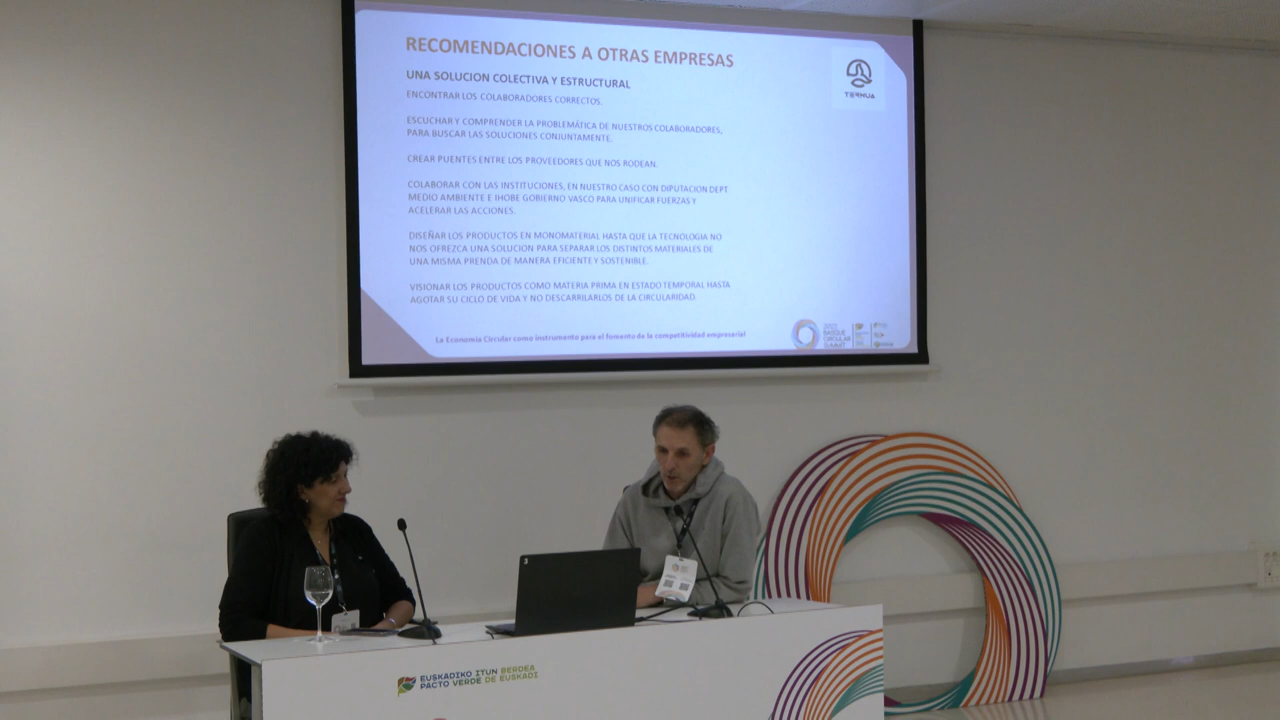 RECOMENDACIONES A OTRAS EMPRESAS
UNA SOLUCION COLECTIVA Y ESTRUCTURAL
ENCONTRAR LOS COLABORADORES CORRECTOS.
ESCUCHAR Y COMPRENDER LA PROBLEMÁTICA DE NUESTROS COLABORADORES,
PARA BUSCAR LAS SOLUCIONES CONJUNTAMENTE.
CREAR PUENTES ENTRE LOS PROVEEDORES QUE NOS RODEAN.
COLABORAR CON LAS INSTITUCIONES, EN NUESTRO CASO CON DIPUTACION DEPT
MEDIO AMBIENTE E IHOBE GOBIERNO VASCO PARA UNIFICAR FUERZAS Y
ACELERAR LAS ACCIONES.
DISEÑAR LOS PRODUCTOS EN MONOMATERIAL HASTA QUE LA TECNOLOGIA NO
NOS OFREZCA UNA SOLUCION PARA SEPARAR LOS DISTINTOS MATERIALES DE
UNA MISMA PRENDA DE MANERA EFICIENTE Y SOSTENIBLE.
VISIONAR LOS PRODUCTOS COMO MATERIA PRIMA EN ESTADO TEMPORAL HASTA
AGOTAR SU CICLO DE VIDA Y NO DESCARRILARLOS DE LA CIRCULARIDAD.
TERNUA
La Economía Circular como instrumento para el fomento de la competitividad empresarial
BASQUE
CIRCULAR
SUMMIT
EUSKADIKO ITUN BERDEA
PACTO VERDE DE EUSKADI